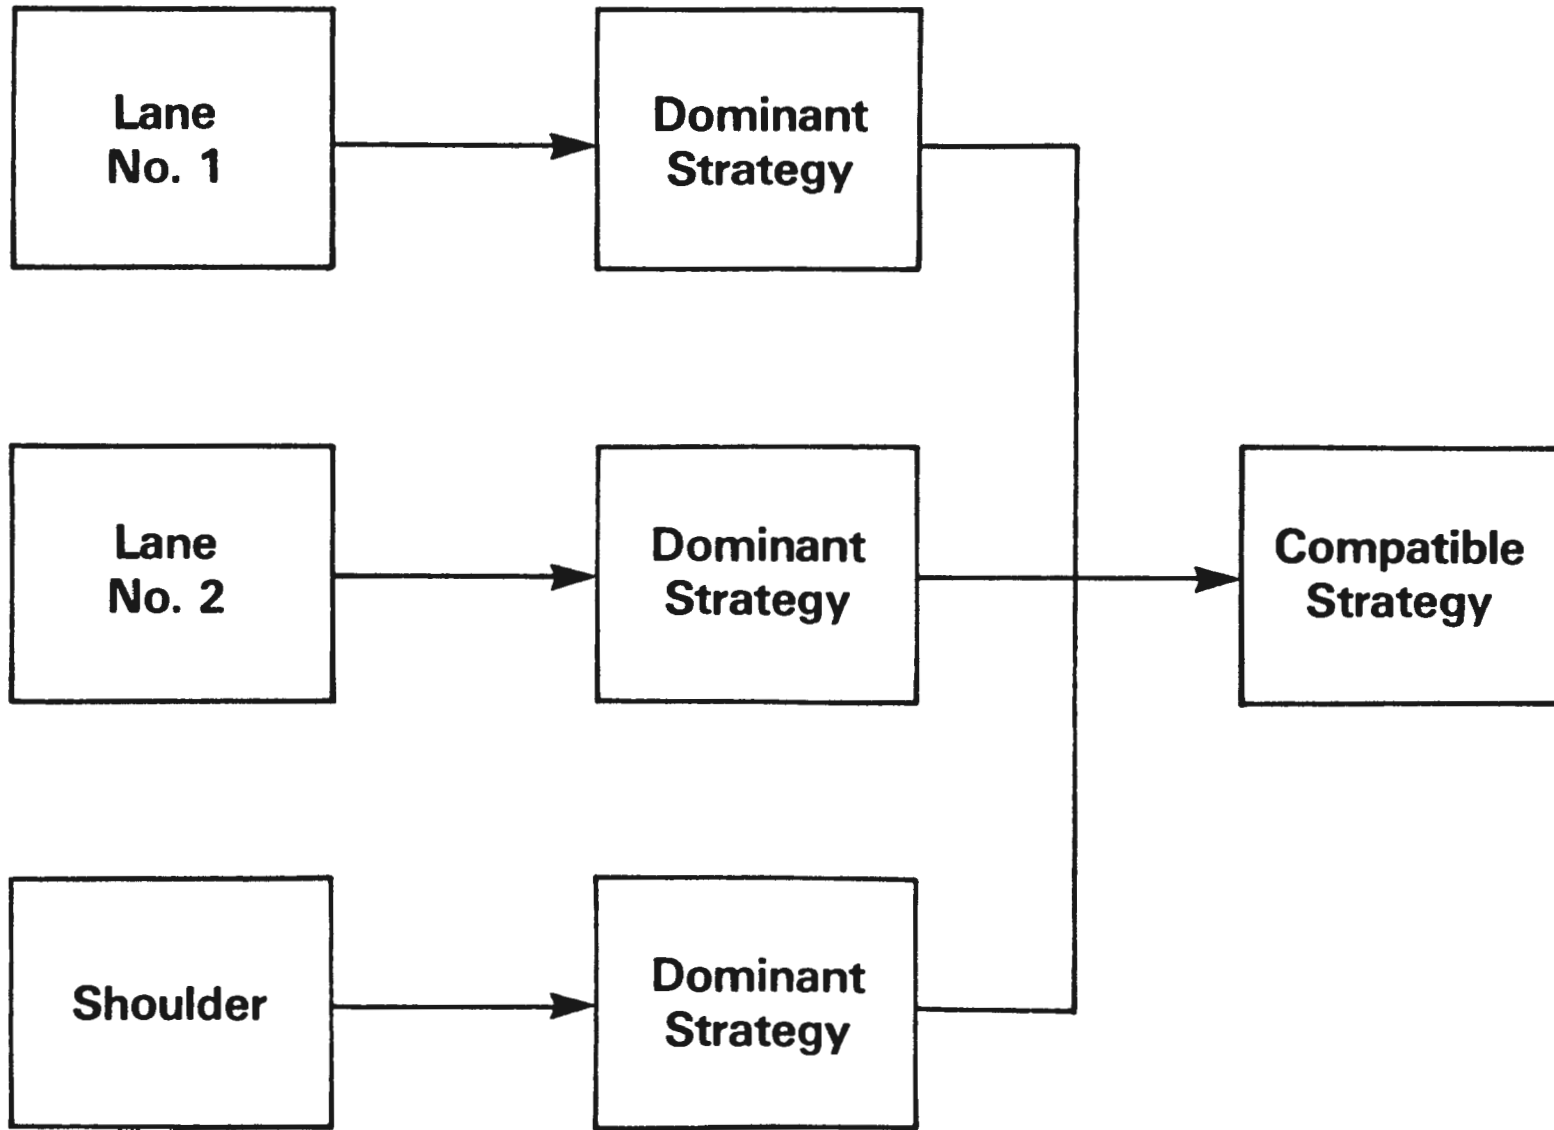 Lane
No. 1
Dominant
Strategy
Lane
No. 2
Dominant
Strategy
Compatible
Strategy
Shoulder
Dominant
Strategy